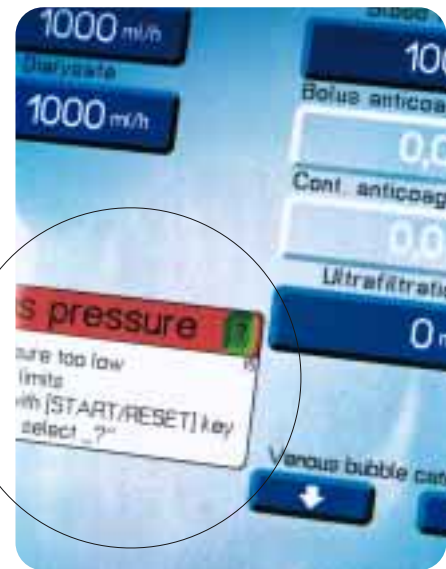 1000 ml/h
Dialysate
1000 ml/h
Blood
100
Bolus anticoa
0,0
Cont. anticoag
0,0
Ultrafiltratio
0
s pressure ?
ure too low
limits
with [START/RESET] key
select „?“
Venous bubble cat